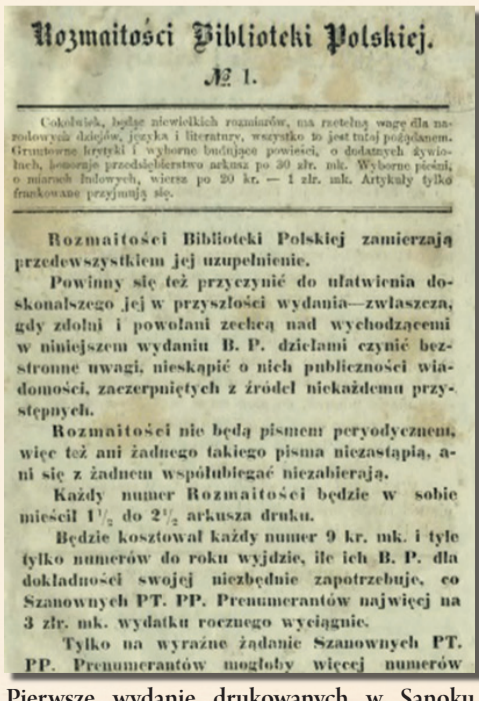 Rozmaitości Biblioteki Polskiej.
№ 1.
Cokolwiek, będąc niewielkich rozmiarów, ma rzetelną wagę dla na-
rodowych dziejów, języka i literatury, wszystko to jest tutaj pożądanem.
Gruntowne krytyki i wyborne budujące powieści, o dodatnych żywio-
łach, honoruje przedsiębierstwo arkusz po 30 złr. mk. Wyborne pieśni,
o miarach ludowych, wiersz po 20 kr. — 1 złr. mk. Artykuły tylko
frankowane przyjmują się.
Rozmaitości Biblioteki Polskiej zamierzają
przedewszystkiem jej uzupełnienie.
Powinny się też przyczynić do ułatwienia do-
skonalszego jej w przyszłości wydania—zwłaszcza,
gdy zdolni i powołani zechcą nad wychodzącemi
w niniejszem wydaniu B. P. dziełami czynić bez-
stronne uwagi, nieskąpić o nich publiczności wia-
domości, zaczerpniętych z źródeł niekażdemu przy-
stępnych.
Rozmaitości nie będą pismem peryodycznem,
więc też ani żadnego takiego pisma niezastąpią, a-
ni się z żadnem współubiegać niezabierają.
Każdy numer Rozmaitości będzie w sobie
mieścił 1½ do 2½ arkusza druku.
Będzie kosztował każdy numer 9 kr. mk. i tyle
tylko numerów do roku wyjdzie, ile ich B. P. dla
dokładności swojej niezbędnie zapotrzebuje, co
Szanownych PT. PP. Prenumerantów najwięcj na
3 złr. mk. wydatku rocznego wyciągnie.
Tylko na wyraźne żądanie Szanownych PT.
PP. Prenumerantów mogłoby więcej numerów
Pierwsze wydanie drukowanych w Sanoku